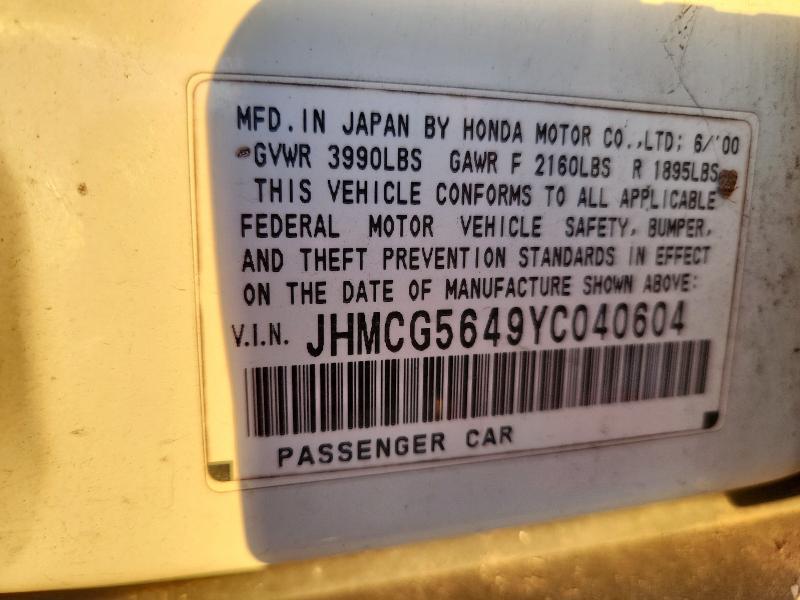 MFD. IN JAPAN BY HONDA MOTOR CO.,LTD; 6/'00
GVWR 3990LBS GAWR F 2160LBS R 1895LBS
THIS VEHICLE CONFORMS TO ALL APPLICABLE
FEDERAL MOTOR VEHICLE SAFETY, BUMPER,
AND THEFT PREVENTION STANDARDS IN EFFECT
ON THE DATE OF MANUFACTURE SHOWN ABOVE:
V.I.N. JHMCG5649YC040604
PASSENGER CAR